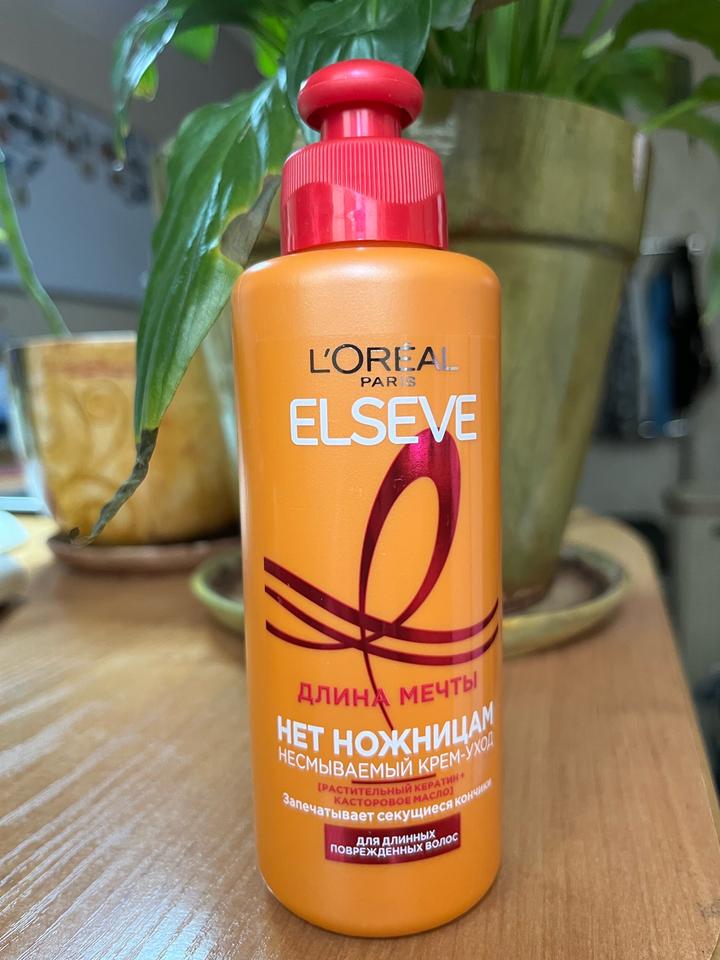 L'ORÉAL
PARIS
ELSEVE
ДЛИНА МЕЧТЫ
НЕТ НОЖНИЦАМ
НЕСМЫВАЕМЫЙ КРЕМ-УХОД
[РАСТИТЕЛЬНЫЙ КЕРАТИН+
КАСТОРОВОЕ МАСЛО]
Запечатывает секущиеся кончики
ДЛЯ ДЛИННЫХ
ПОВРЕЖДЕННЫХ ВОЛОС